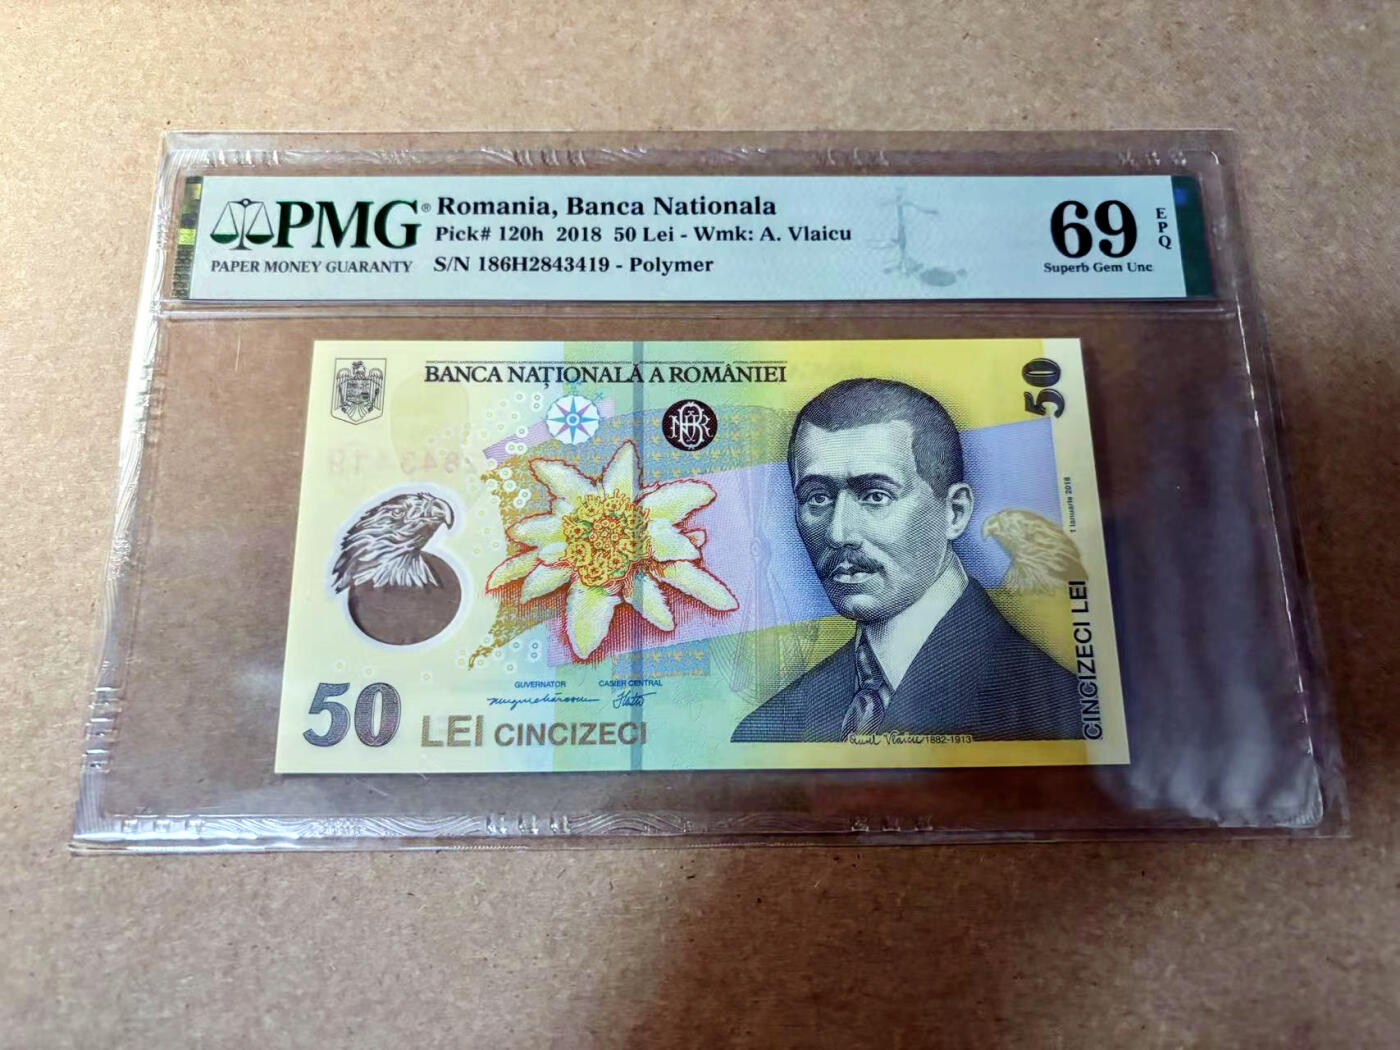 PMG®
PAPER MONEY GUARANTY
Romania, Banca Nationala
Pick# 120h 2018 50 Lei - Wmk: A. Vlaicu
S/N 186H2843419 - Polymer
69
Superb Gem Unc
EPQ
BANCA NAȚIONALĂ A ROMÂNIEI
50
1 Ianuarie 2018
CINCIZECI LEI
GUVERNATOR
CASIER CENTRAL
50 LEI CINCIZECI
Aurel Vlaicu 1882-1913